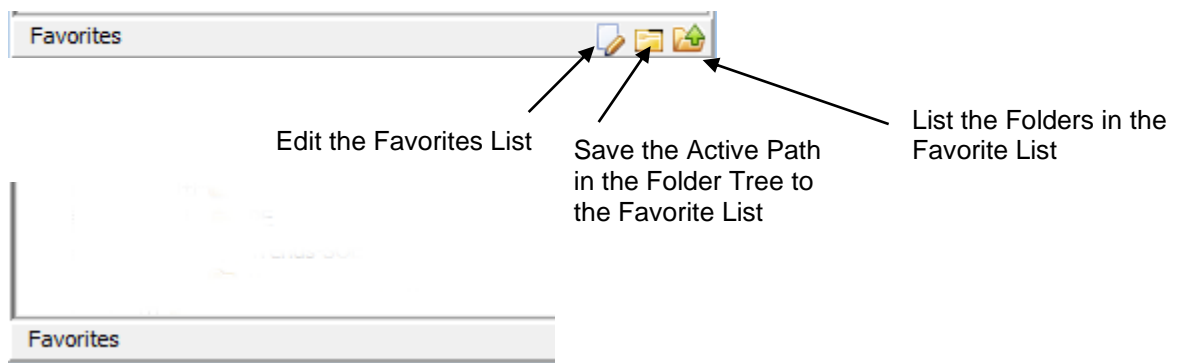 Favorites
Edit the Favorites List
Save the Active Path
in the Folder Tree to
the Favorite List
List the Folders in the
Favorite List
Favorites